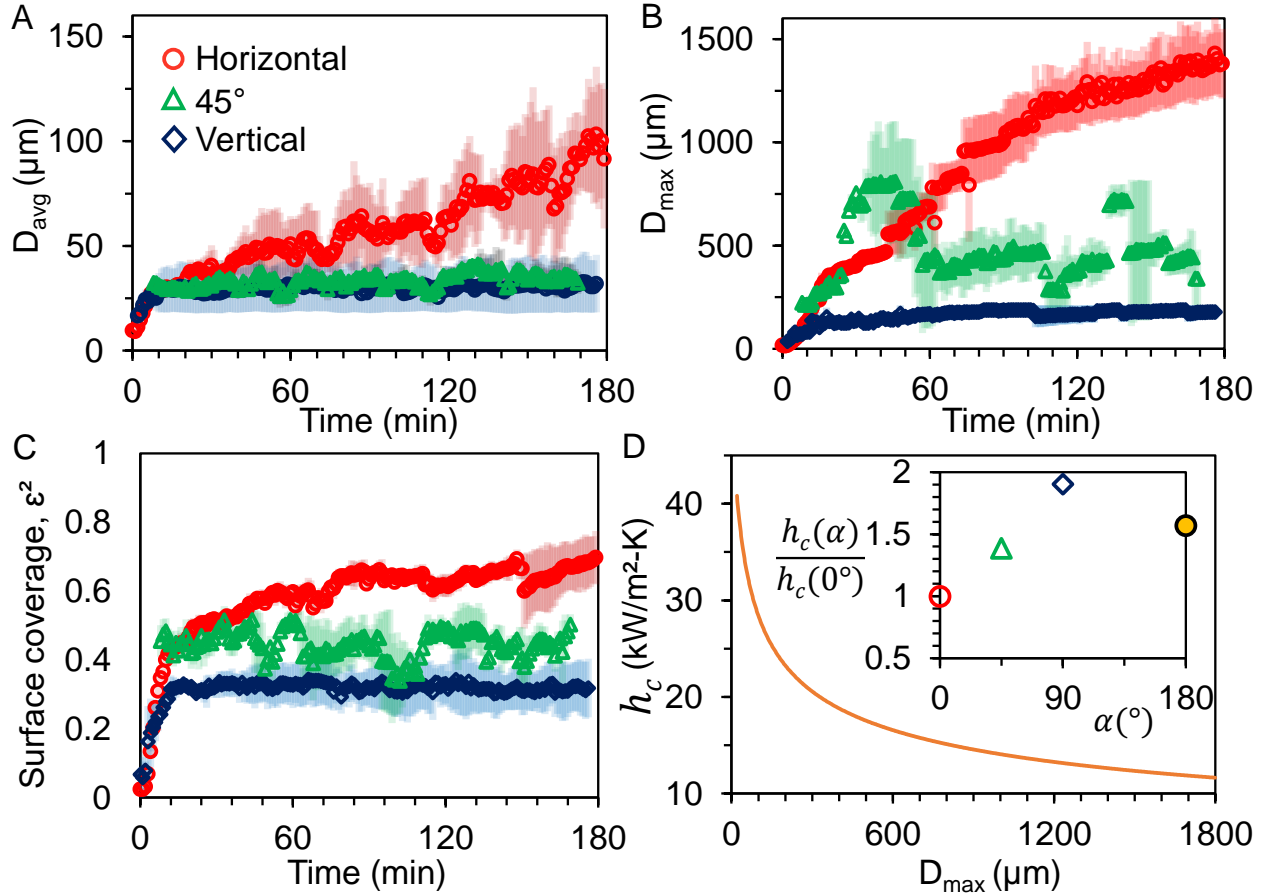 A
150
100
50
0
D_avg (µm)
Horizontal
45°
Vertical
0 60 120 180
Time (min)
B
1500
1000
500
0
D_max (µm)
0 60 120 180
Time (min)
C
1
0.8
0.6
0.4
0.2
0
Surface coverage, ε²
0 60 120 180
Time (min)
D
40
30
20
10
h_c (kW/m²-K)
0 600 1200 1800
D_max (µm)
2
1.5
1
0.5
h_c(α)
h_c(0°)
0 90 180
α(°)